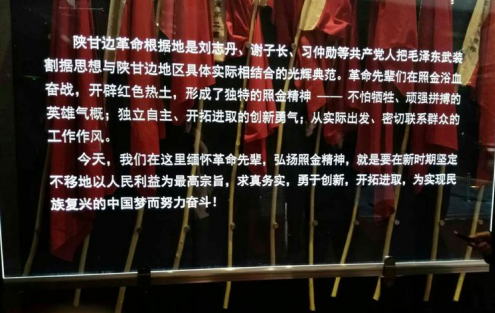 陕甘边革命根据地是刘志丹、谢子长、习仲勋等共产党人把毛泽东武装
割据思想与陕甘边地区具体实际相结合的光辉典范。革命先辈们在照金浴血
奋战，开辟红色热土，形成了独特的照金精神 —— 不怕牺牲、顽强拼搏的
英雄气概；独立自主、开拓进取的创新勇气；从实际出发、密切联系群众的
工作作风。
今天，我们在这里缅怀革命先辈，弘扬照金精神，就是要在新时期坚定
不移地以人民利益为最高宗旨，求真务实，勇于创新，开拓进取，为实现民
族复兴的中国梦而努力奋斗！